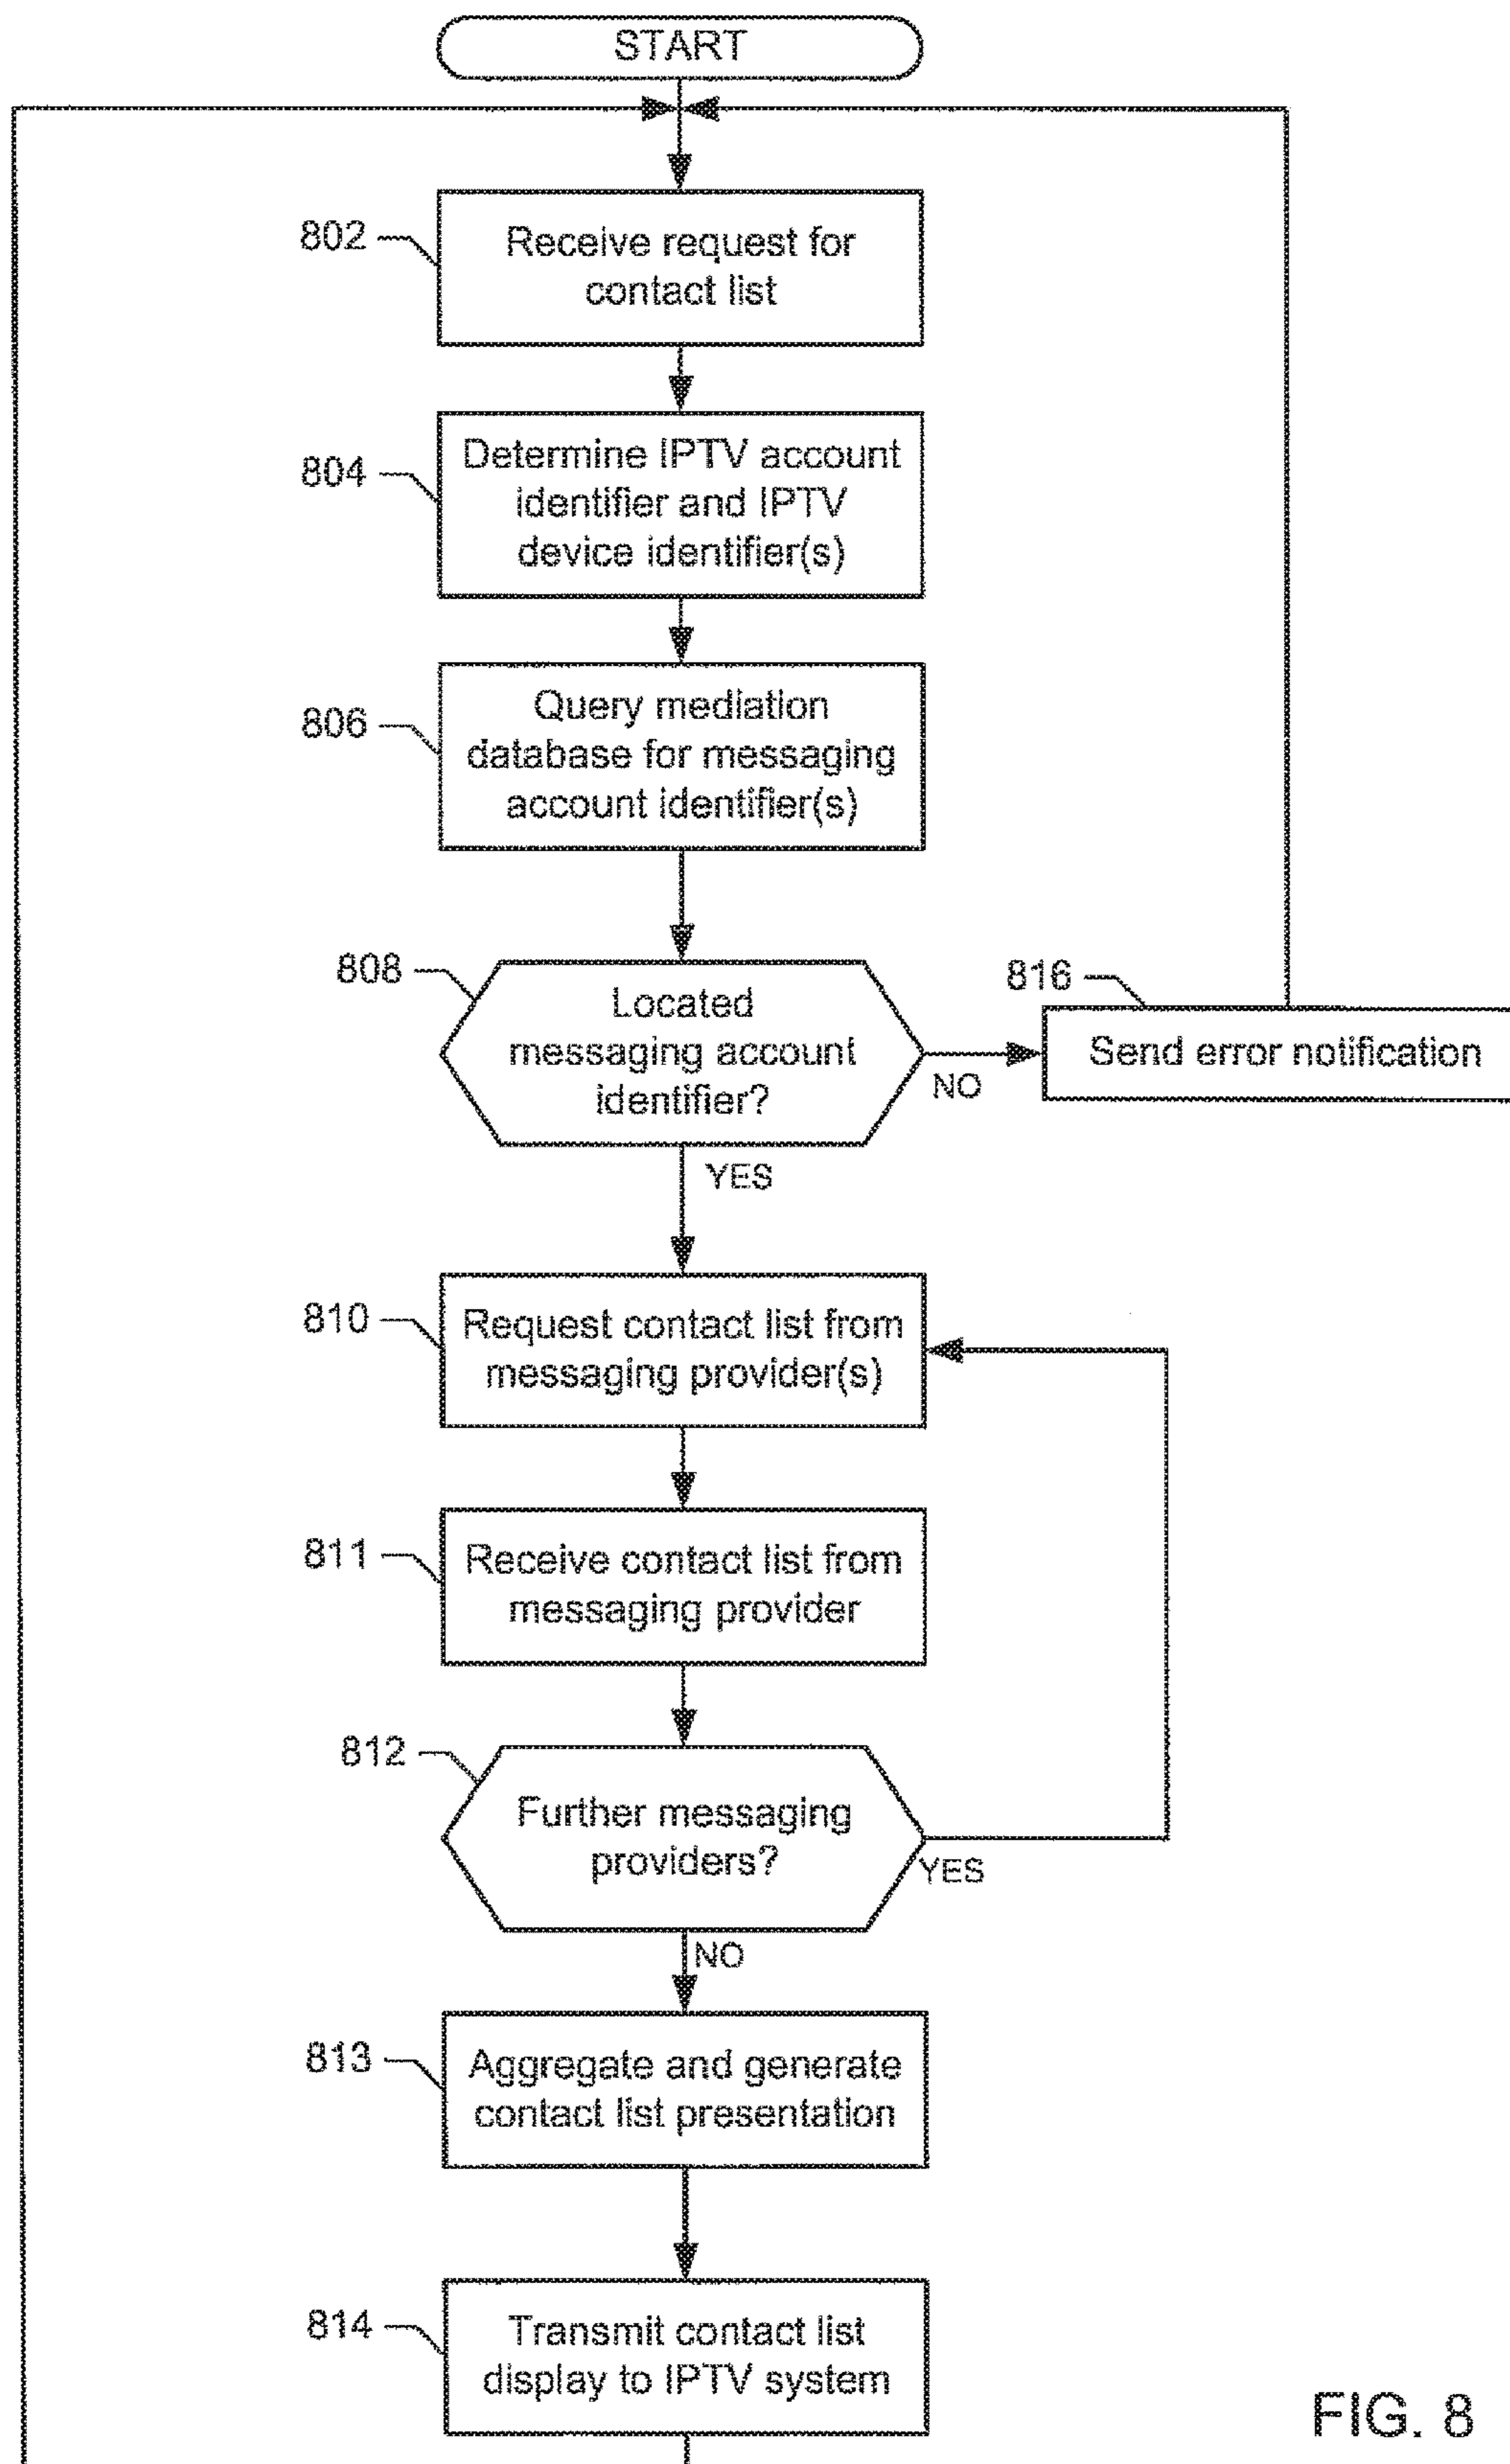 START
802
Receive request for
contact list
804
Determine IPTV account
identifier and IPTV
device identifier(s)
806
Query mediation
database for messaging
account identifier(s)
808
Located
messaging account
identifier?
NO
816
Send error notification
YES
810
Request contact list from
messaging provider(s)
811
Receive contact list from
messaging provider
812
Further messaging
providers?
YES
NO
813
Aggregate and generate
contact list presentation
814
Transmit contact list
display to IPTV system
FIG. 8